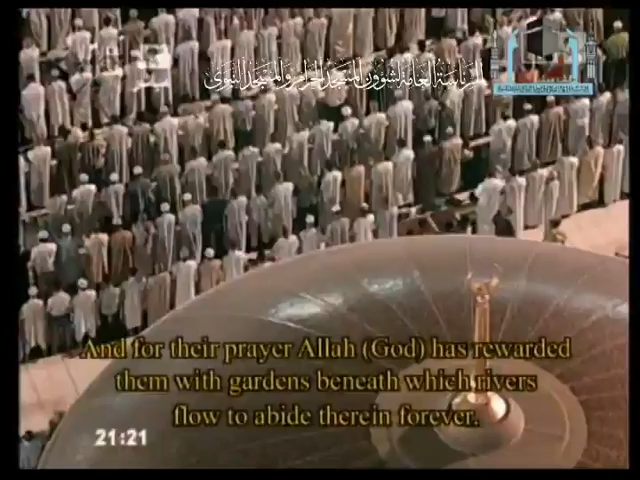 الرئاسة العامة لشؤون المسجد الحرام والمسجد النبوي
And for their prayer Allah (God) has rewarded
them with gardens beneath which rivers
flow to abide therein forever.
21:21